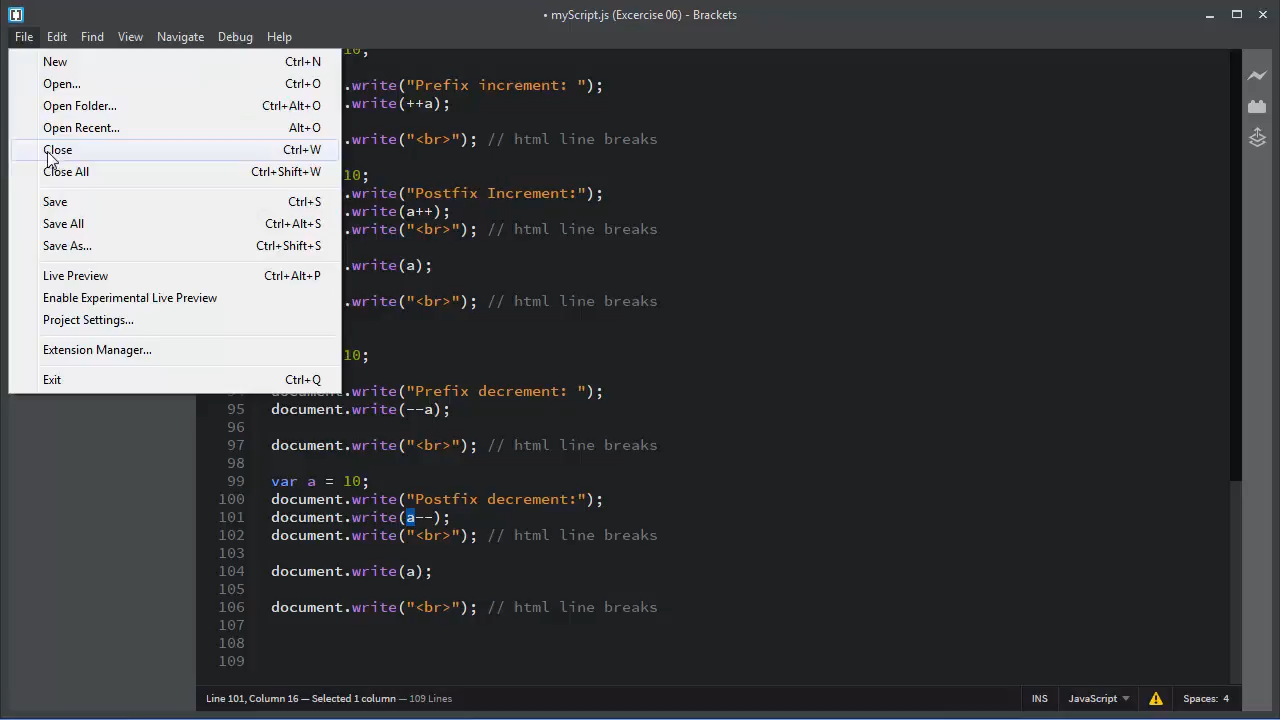 • myScript.js (Excercise 06) - Brackets
File Edit Find View Navigate Debug Help
New Ctrl+N
Open... Ctrl+O
Open Folder... Ctrl+Alt+O
Open Recent... Alt+O
Close Ctrl+W
Close All Ctrl+Shift+W
Save Ctrl+S
Save All Ctrl+Alt+S
Save As... Ctrl+Shift+S
Live Preview Ctrl+Alt+P
Enable Experimental Live Preview
Project Settings...
Extension Manager...
Exit Ctrl+Q
10;
.write("Prefix increment: ");
.write(++a);
.write("<br>"); // html line breaks
10;
.write("Postfix Increment:");
.write(a++);
.write("<br>"); // html line breaks
.write(a);
.write("<br>"); // html line breaks
10;
document.write("Prefix decrement: ");
95 document.write(--a);
96
97 document.write("<br>"); // html line breaks
98
99 var a = 10;
100 document.write("Postfix decrement:");
101 document.write(a--);
102 document.write("<br>"); // html line breaks
103
104 document.write(a);
105
106 document.write("<br>"); // html line breaks
107
108
109
Line 101, Column 16 — Selected 1 column — 109 Lines
INS JavaScript Spaces: 4